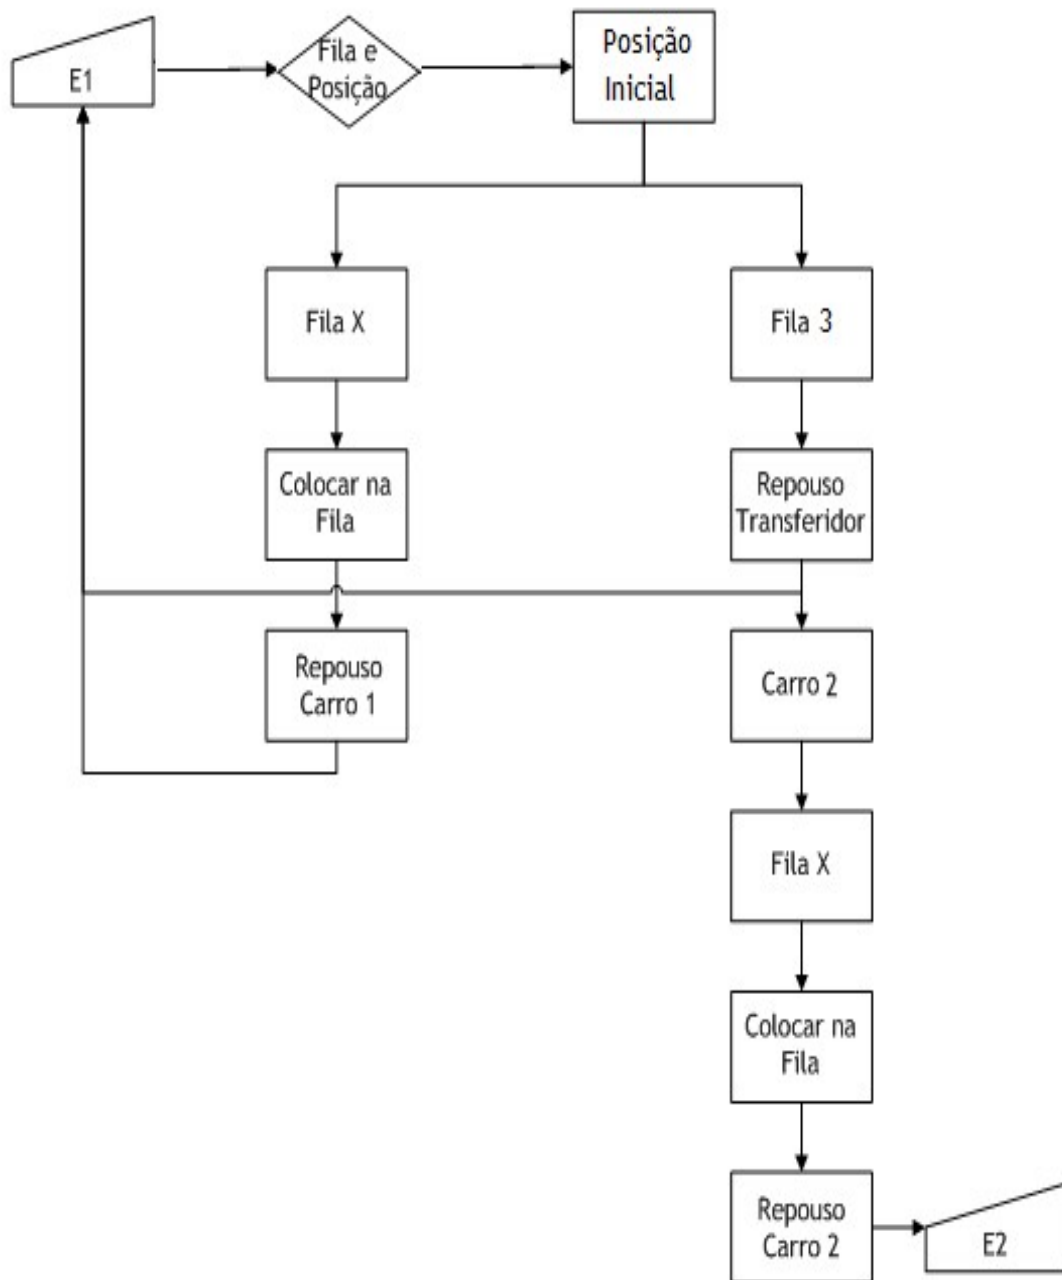 E1
Fila e
Posição
Posição
Inicial
Fila X
Fila 3
Colocar na
Fila
Repouso
Transferidor
Repouso
Carro 1
Carro 2
Fila X
Colocar na
Fila
Repouso
Carro 2
E2